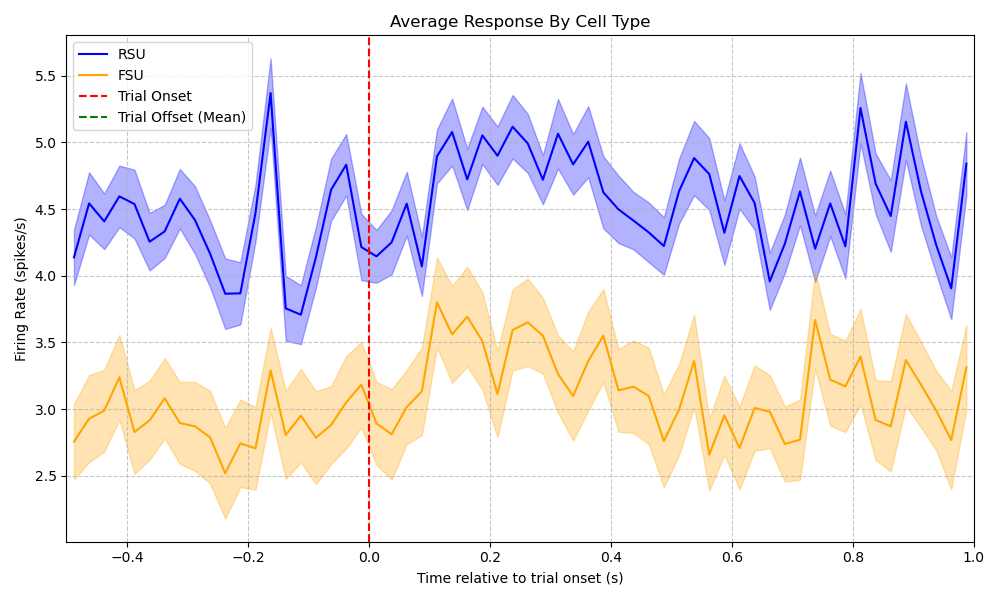 Average Response By Cell Type
RSU
FSU
Trial Onset
Trial Offset (Mean)
Firing Rate (spikes/s)
5.5
5.0
4.5
4.0
3.5
3.0
2.5
−0.4 −0.2 0.0 0.2 0.4 0.6 0.8 1.0
Time relative to trial onset (s)